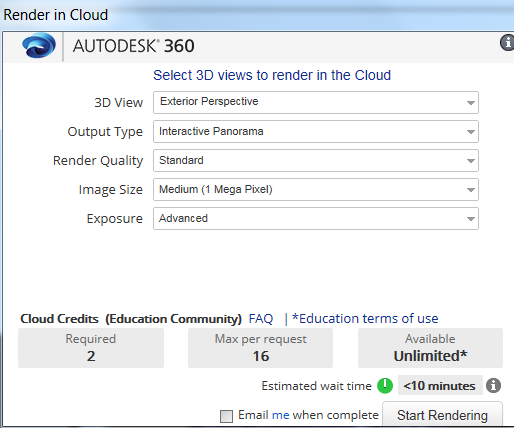 Render in Cloud
AUTODESK® 360
Select 3D views to render in the Cloud
3D View Exterior Perspective
Output Type Interactive Panorama
Render Quality Standard
Image Size Medium (1 Mega Pixel)
Exposure Advanced
Cloud Credits (Education Community) FAQ | *Education terms of use
Required Max per request Available
2 16 Unlimited*
Estimated wait time <10 minutes
Email me when complete Start Rendering